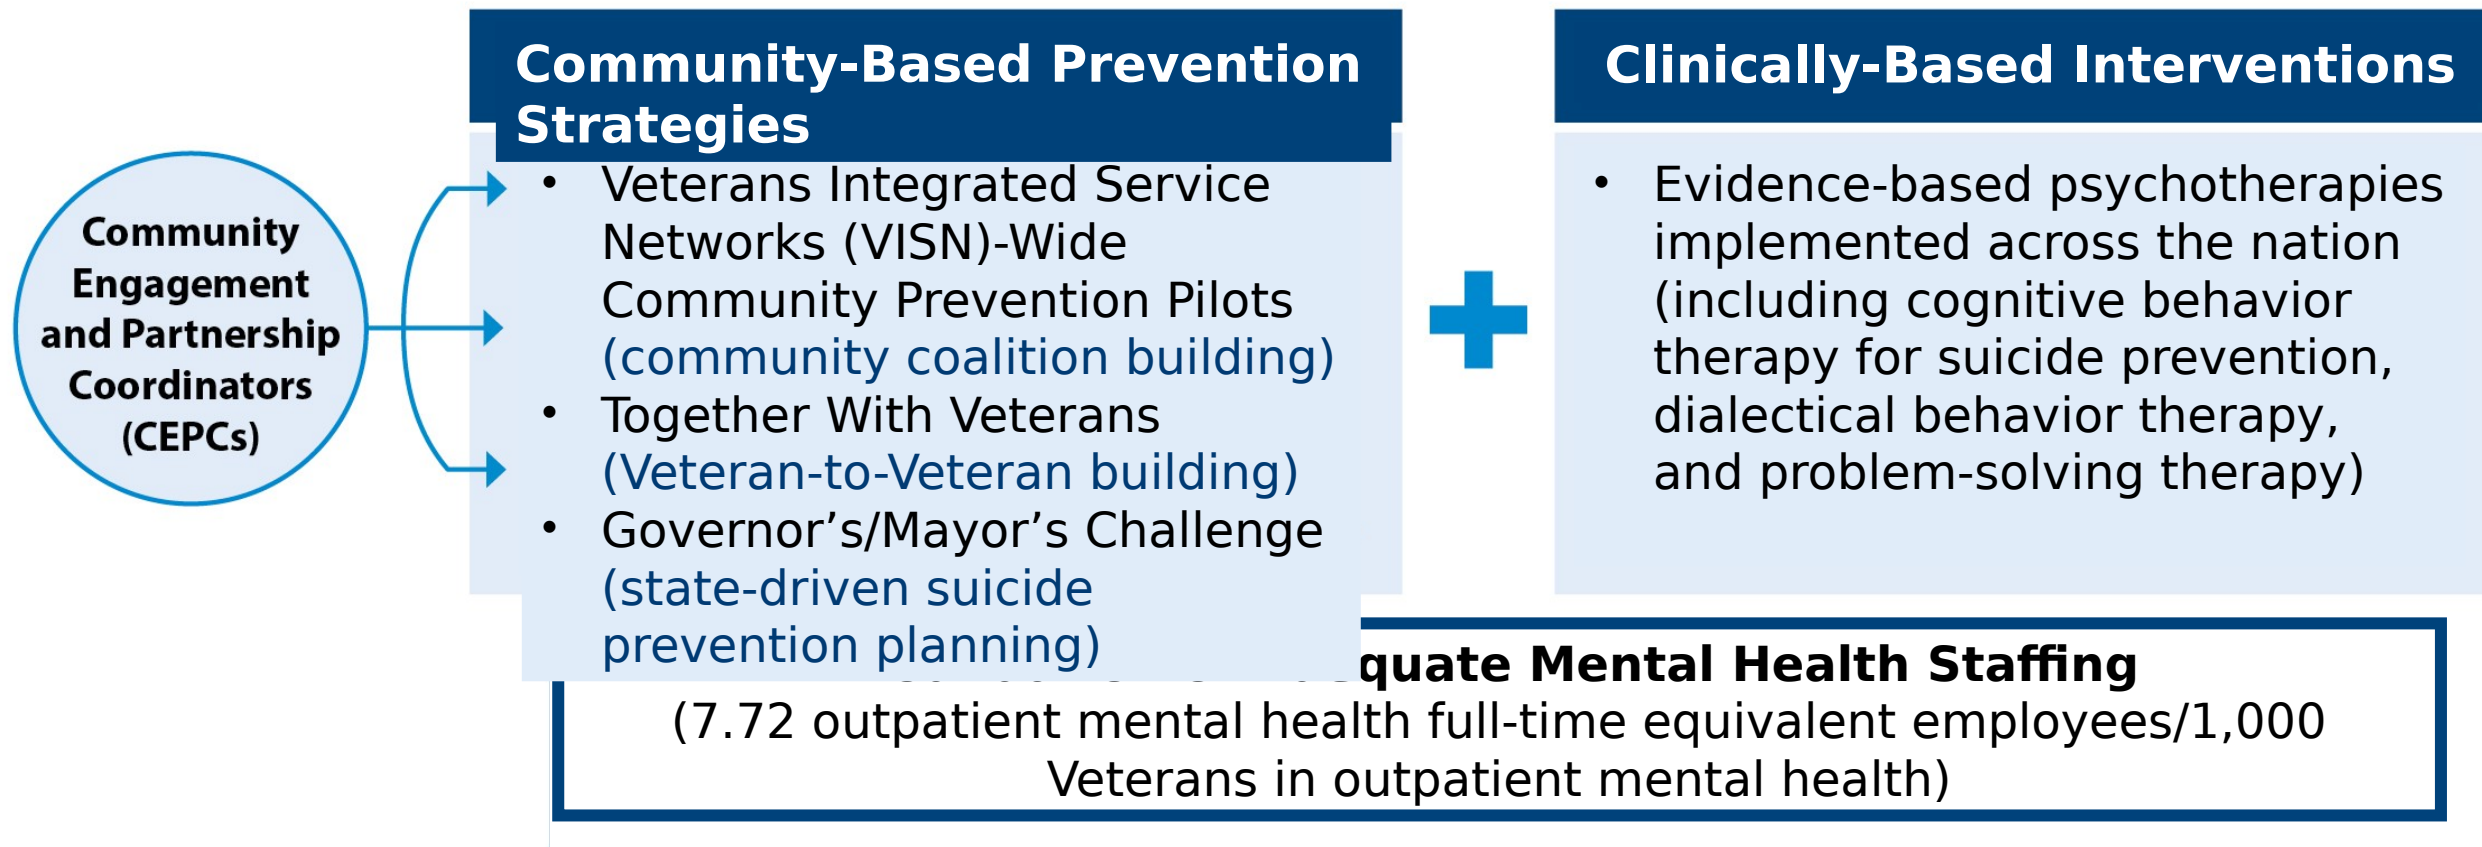 Community
Engagement
and Partnership
Coordinators
(CEPCs)
Community-Based Prevention
Strategies
• Veterans Integrated Service
Networks (VISN)-Wide
Community Prevention Pilots
(community coalition building)
• Together With Veterans
(Veteran-to-Veteran building)
• Governor’s/Mayor’s Challenge
(state-driven suicide
prevention planning)
Clinically-Based Interventions
• Evidence-based psychotherapies
implemented across the nation
(including cognitive behavior
therapy for suicide prevention,
dialectical behavior therapy,
and problem-solving therapy)
Mental Health Staffing
(7.72 outpatient mental health full-time equivalent employees/1,000
Veterans in outpatient mental health)